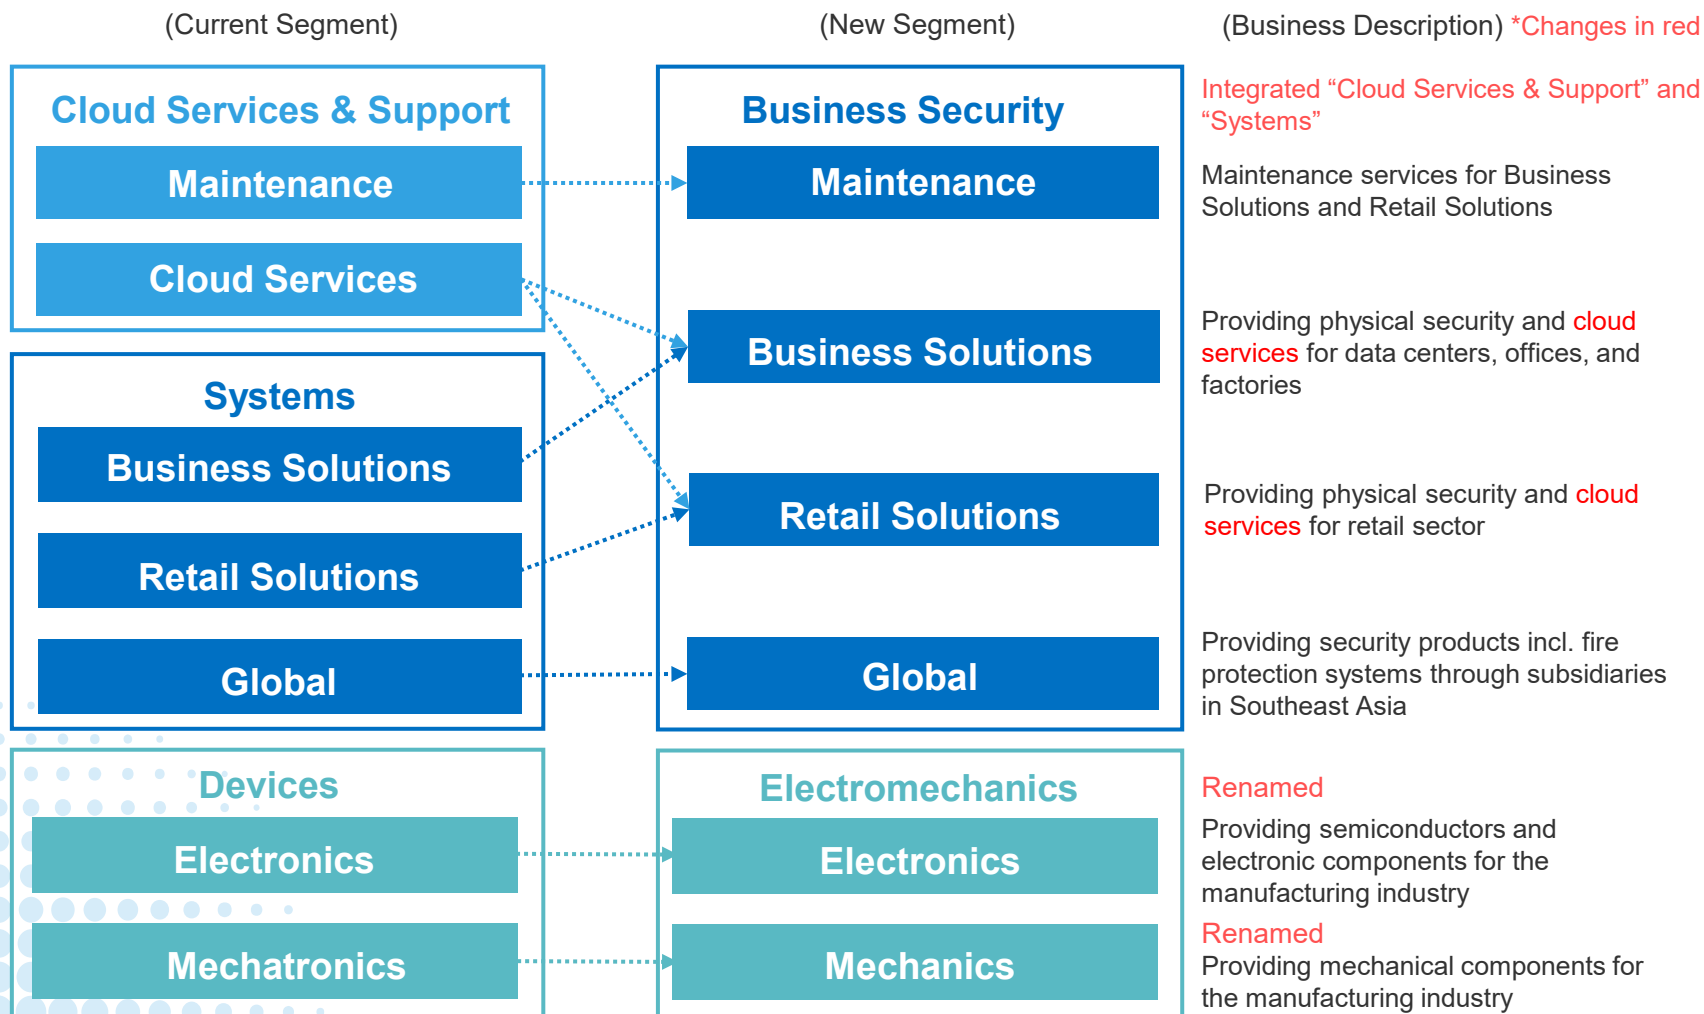 (Current Segment)
(New Segment)
(Business Description) *Changes in red
Cloud Services & Support
Maintenance
Cloud Services
Systems
Business Solutions
Retail Solutions
Global
Devices
Electronics
Mechatronics
Business Security
Maintenance
Business Solutions
Retail Solutions
Global
Electromechanics
Electronics
Mechanics
Integrated “Cloud Services & Support” and
“Systems”
Maintenance services for Business
Solutions and Retail Solutions
Providing physical security and cloud
services for data centers, offices, and
factories
Providing physical security and cloud
services for retail sector
Providing security products incl. fire
protection systems through subsidiaries
in Southeast Asia
Renamed
Providing semiconductors and
electronic components for the
manufacturing industry
Renamed
Providing mechanical components for
the manufacturing industry